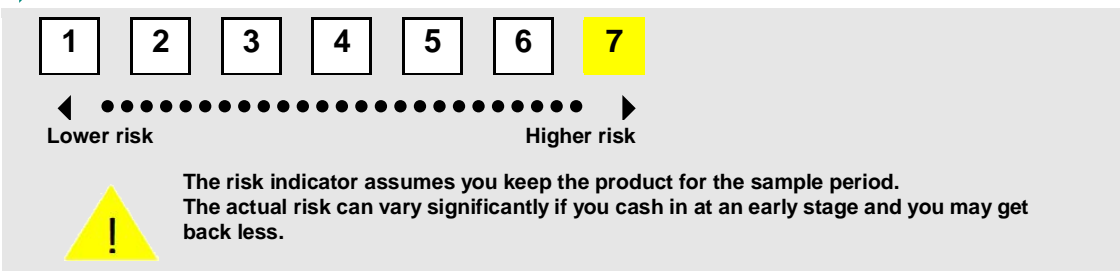 1 2 3 4 5 6 7
Lower risk Higher risk
!
The risk indicator assumes you keep the product for the sample period.
The actual risk can vary significantly if you cash in at an early stage and you may get
back less.